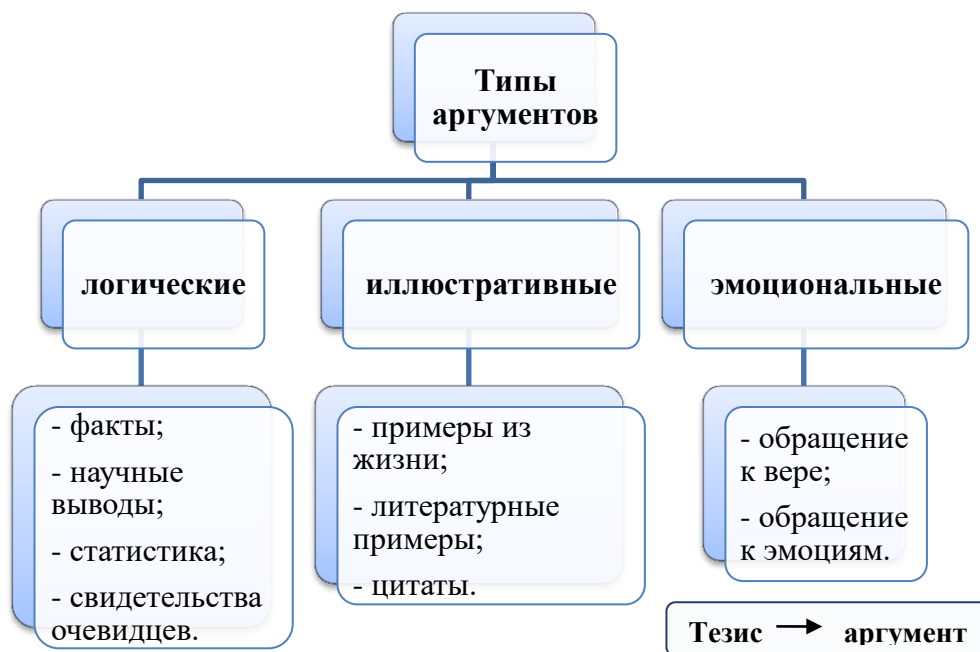 Типы
аргументов
логические
иллюстративные
эмоциональные
- факты;
- научные
выводы;
- статистика;
- свидетельства
очевидцев.
- примеры из
жизни;
- литературные
примеры;
- цитаты.
- обращение
к вере;
- обращение
к эмоциям.
Тезис → аргумент